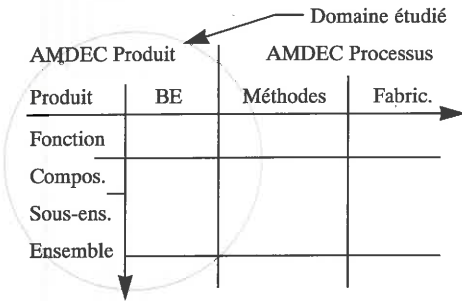 Domaine étudié
AMDEC Produit AMDEC Processus
Produit BE Méthodes Fabric.
Fonction
Compos.
Sous-ens.
Ensemble